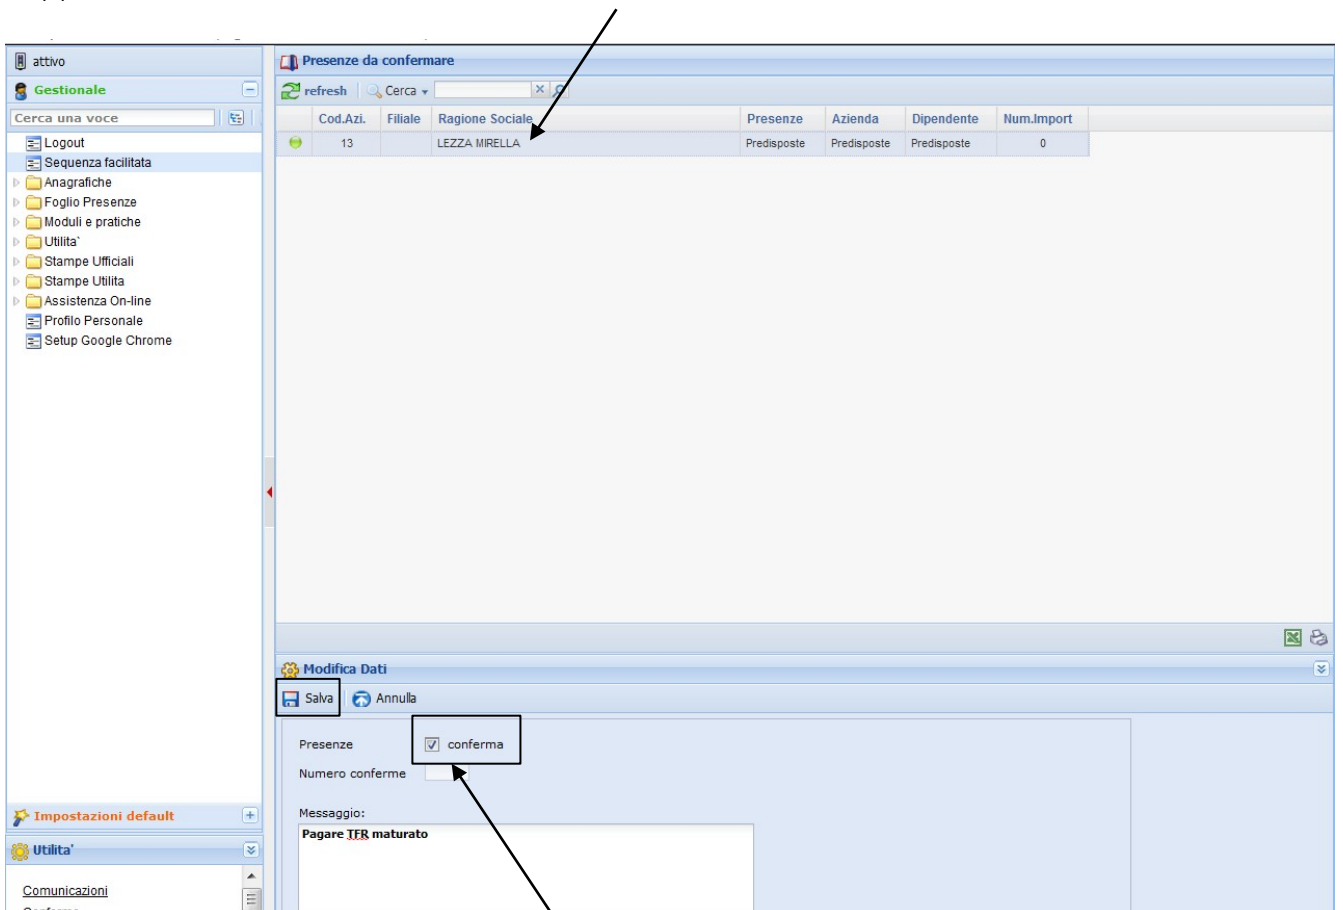 attivo
Gestionale
Cerca una voce
Logout
Sequenza facilitata
Anagrafiche
Foglio Presenze
Moduli e pratiche
Utilita`
Stampe Ufficiali
Stampe Utilita
Assistenza On-line
Profilo Personale
Setup Google Chrome
Impostazioni default
Utilita'
Comunicazioni
Presenze da confermare
refresh Cerca
Cod.Azi. Filiale Ragione Sociale Presenze Azienda Dipendente Num.Import
13 LEZZA MIRELLA Predisposte Predisposte Predisposte 0
Modifica Dati
Salva Annulla
Presenze conferma
Numero conferme
Messaggio:
Pagare TFR maturato